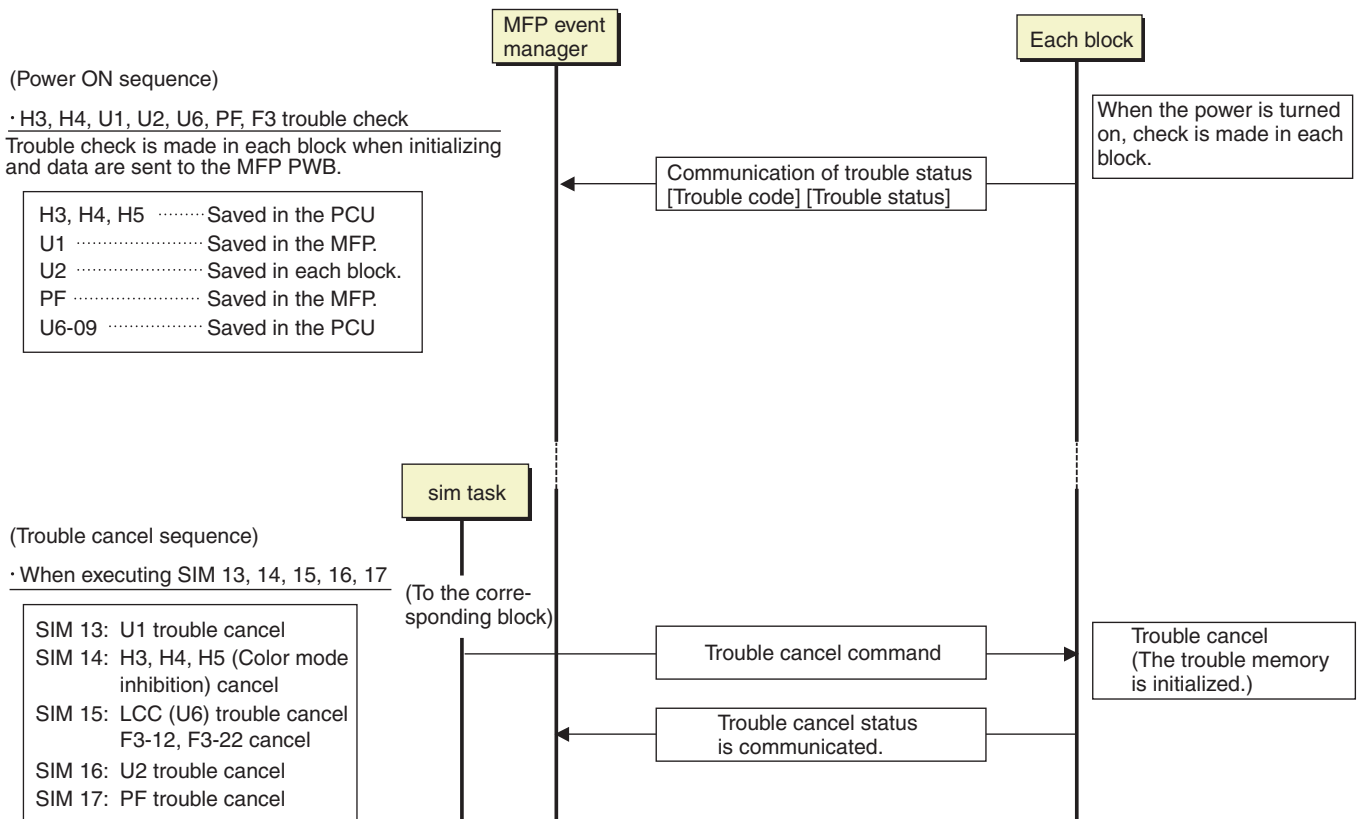 MFP event
manager
Each block
(Power ON sequence)
· H3, H4, U1, U2, U6, PF, F3 trouble check
Trouble check is made in each block when initializing
and data are sent to the MFP PWB.
When the power is turned
on, check is made in each
block.
Communication of trouble status
[Trouble code] [Trouble status]
H3, H4, H5 ········· Saved in the PCU
U1 ························ Saved in the MFP.
U2 ························ Saved in each block.
PF ························ Saved in the MFP.
U6-09 ·················· Saved in the PCU
sim task
(Trouble cancel sequence)
· When executing SIM 13, 14, 15, 16, 17
(To the corre-
sponding block)
SIM 13: U1 trouble cancel
SIM 14: H3, H4, H5 (Color mode
inhibition) cancel
SIM 15: LCC (U6) trouble cancel
F3-12, F3-22 cancel
SIM 16: U2 trouble cancel
SIM 17: PF trouble cancel
Trouble cancel command
Trouble cancel
(The trouble memory
is initialized.)
Trouble cancel status
is communicated.